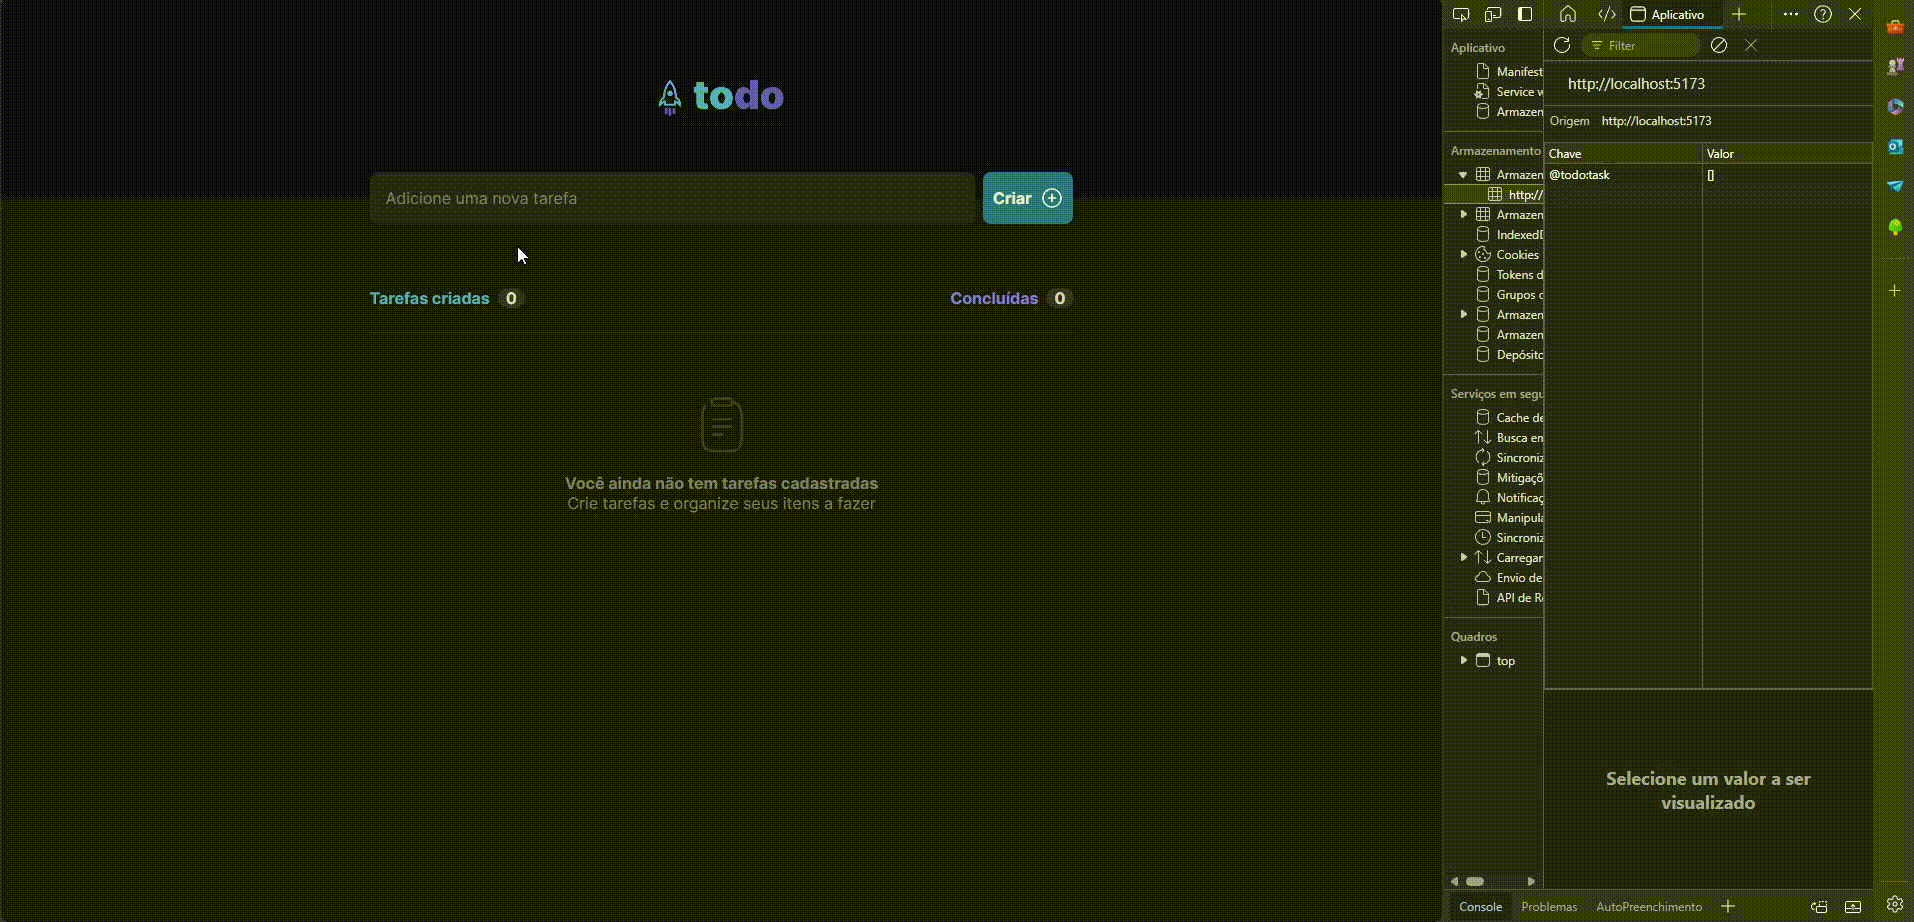 todo
Adicione uma nova tarefa
Criar
Tarefas criadas 0
Concluídas 0
Você ainda não tem tarefas cadastradas
Crie tarefas e organize seus itens a fazer
Aplicativo
Aplicativo
Manifest
Service w
Armazen
Armazenamento
Armazen
http://
Armazen
IndexedD
Cookies
Tokens d
Grupos c
Armazen
Armazen
Depósito
Serviços em segu
Cache de
Busca en
Sincroniz
Mitigaçõ
Notificaç
Manipula
Sincroniz
Carregar
Envio de
API de Re
Quadros
top
Filter
http://localhost:5173
Origem http://localhost:5173
Chave Valor
@todo:task []
Selecione um valor a ser
visualizado
Console Problemas AutoPreenchimento